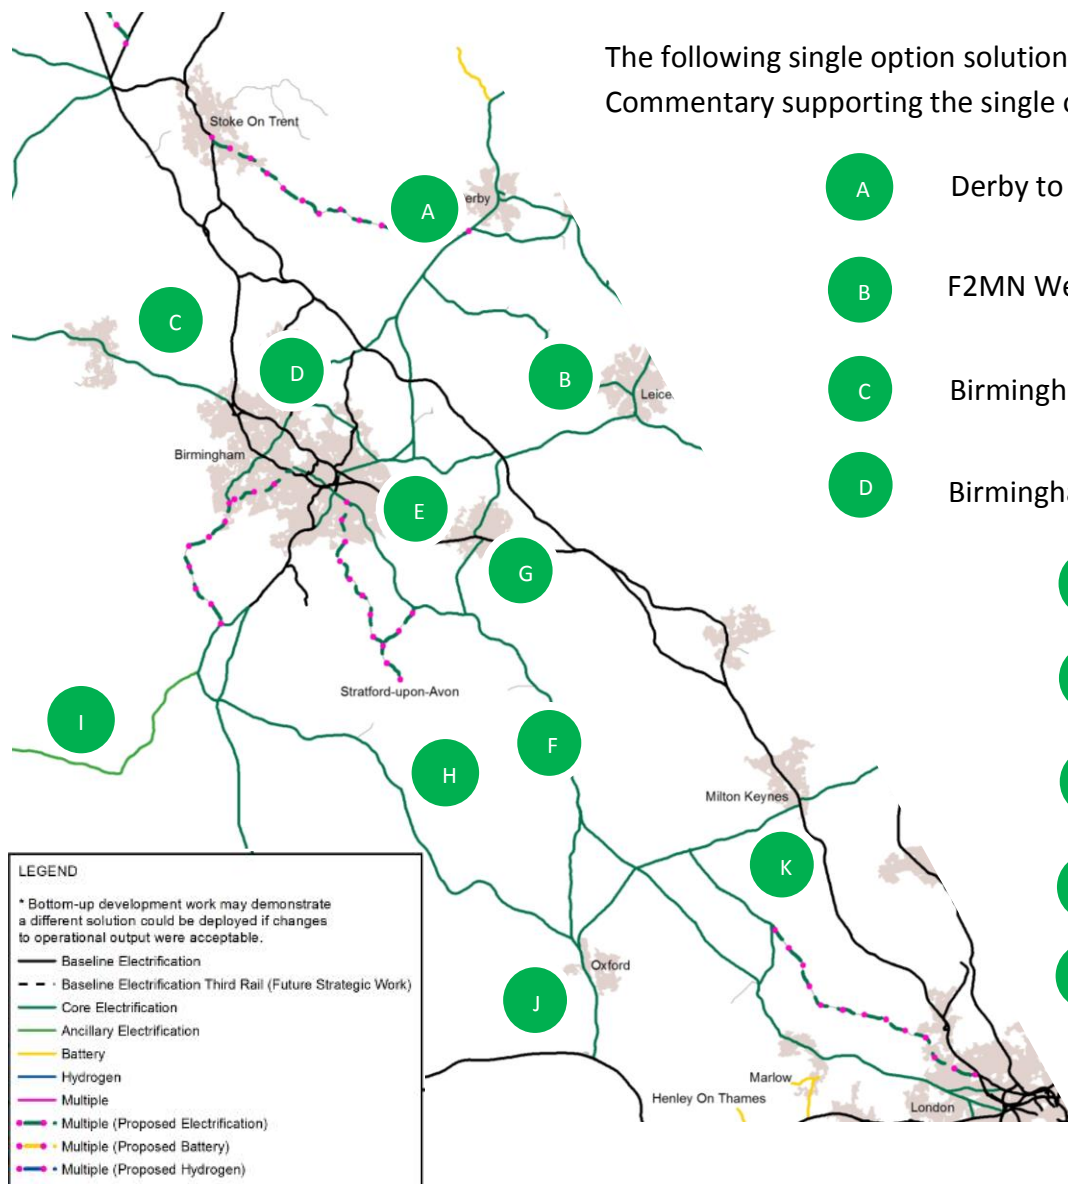 The following single option solution
Commentary supporting the single
A Derby to
B F2MN We
C Birmingh
D Birmingha
Stoke On Trent
A
erby
C
D
B
Leice
Birmingham
E
G
Stratford-upon-Avon
I
F
H
Milton Keynes
K
Oxford
J
Marlow
Henley On Thames
London
LEGEND
* Bottom-up development work may demonstrate
a different solution could be deployed if changes
to operational output were acceptable.
Baseline Electrification
Baseline Electrification Third Rail (Future Strategic Work)
Core Electrification
Ancillary Electrification
Battery
Hydrogen
Multiple
Multiple (Proposed Electrification)
Multiple (Proposed Battery)
Multiple (Proposed Hydrogen)